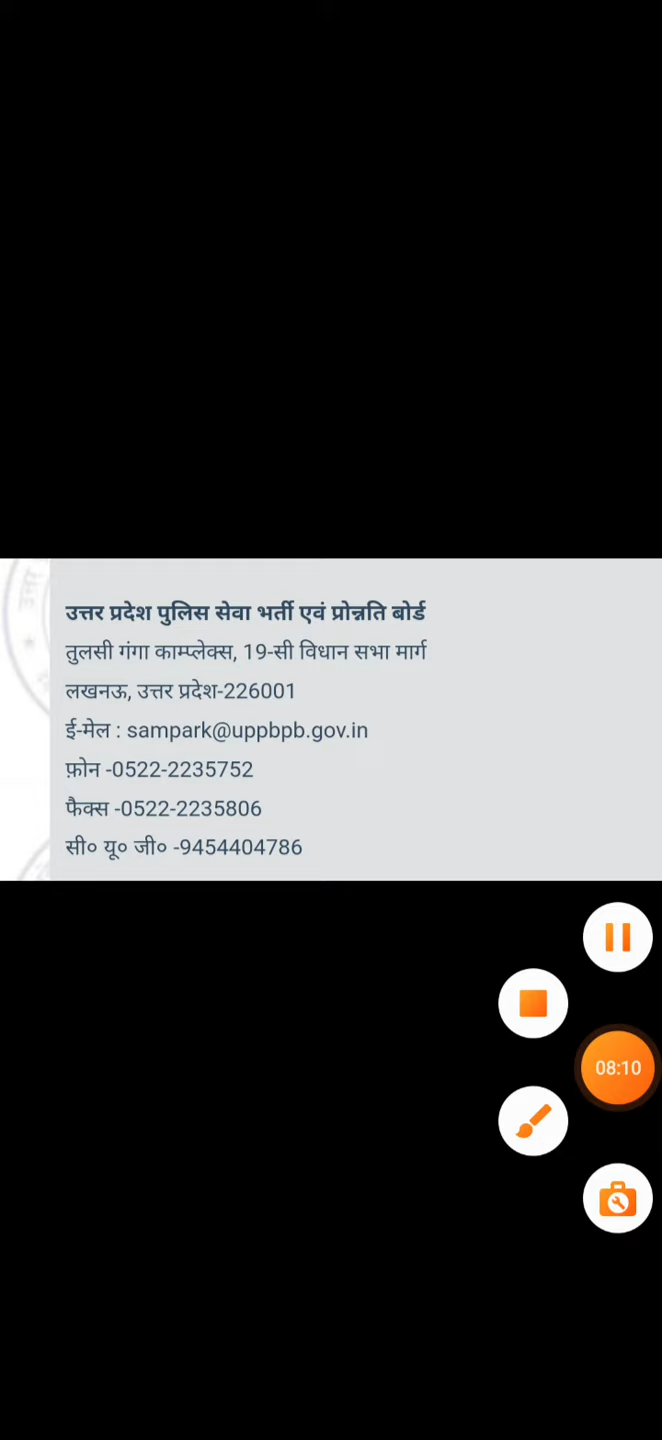 उत्तर प्रदेश पुलिस सेवा भर्ती एवं प्रोन्नति बोर्ड
तुलसी गंगा काम्प्लेक्स, 19-सी विधान सभा मार्ग
लखनऊ, उत्तर प्रदेश-226001
ई-मेल : sampark@uppbpb.gov.in
फ़ोन -0522-2235752
फैक्स -0522-2235806
सी० यू० जी० -9454404786
08:10